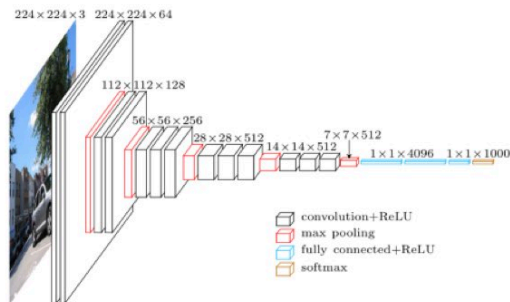 224×224×3 224×224×64
112×112×128
56×56×256
28×28×512
14×14×512
7×7×512
1×1×4096 1×1×1000
convolution+ReLU
max pooling
fully connected+ReLU
softmax